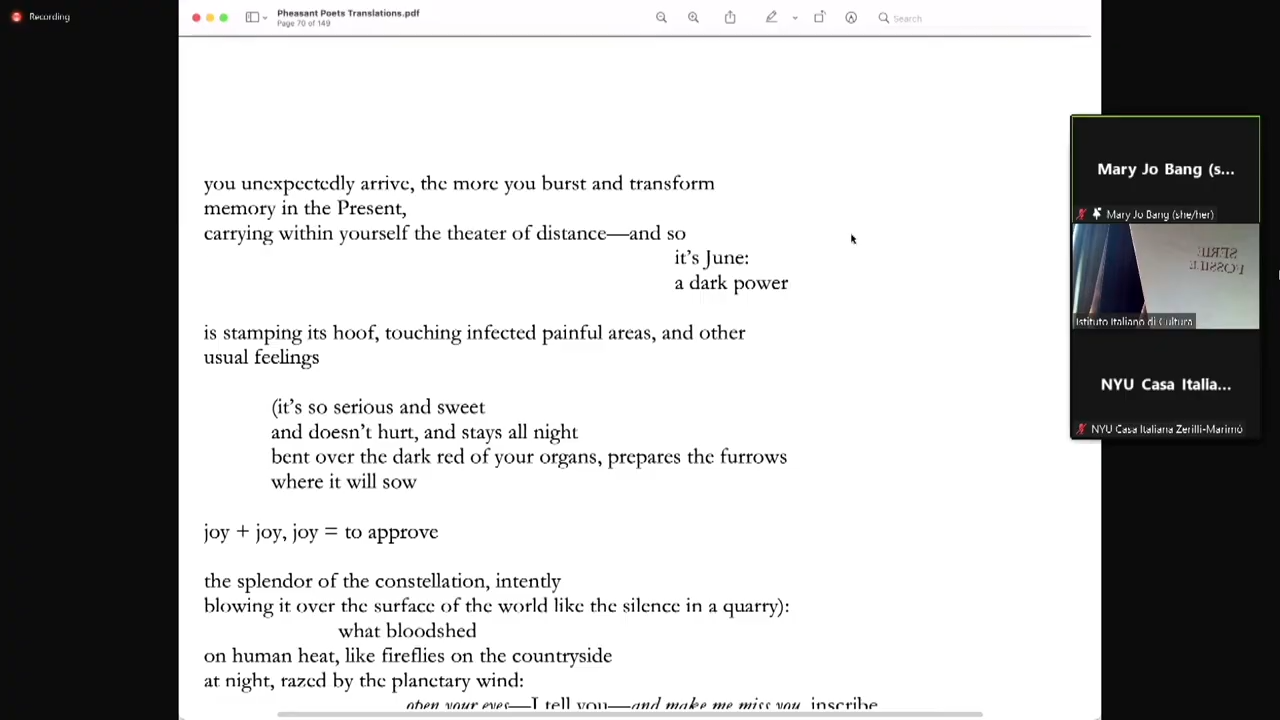 Recording
Pheasant Poets Translations.pdf
Page 70 of 149
Search
you unexpectedly arrive, the more you burst and transform
memory in the Present,
carrying within yourself the theater of distance—and so
it's June:
a dark power
is stamping its hoof, touching infected painful areas, and other
usual feelings
(it's so serious and sweet
and doesn't hurt, and stays all night
bent over the dark red of your organs, prepares the furrows
where it will sow
joy + joy, joy = to approve
the splendor of the constellation, intently
blowing it over the surface of the world like the silence in a quarry):
what bloodshed
on human heat, like fireflies on the countryside
at night, razed by the planetary wind:
open your eyes—I tell you—and make me miss you, inscribe
Mary Jo Bang (s...
Mary Jo Bang (she/her)
SERIE
FOSSILE
Istituto Italiano di Cultura
NYU Casa Italia...
NYU Casa Italiana Zerilli-Marimò